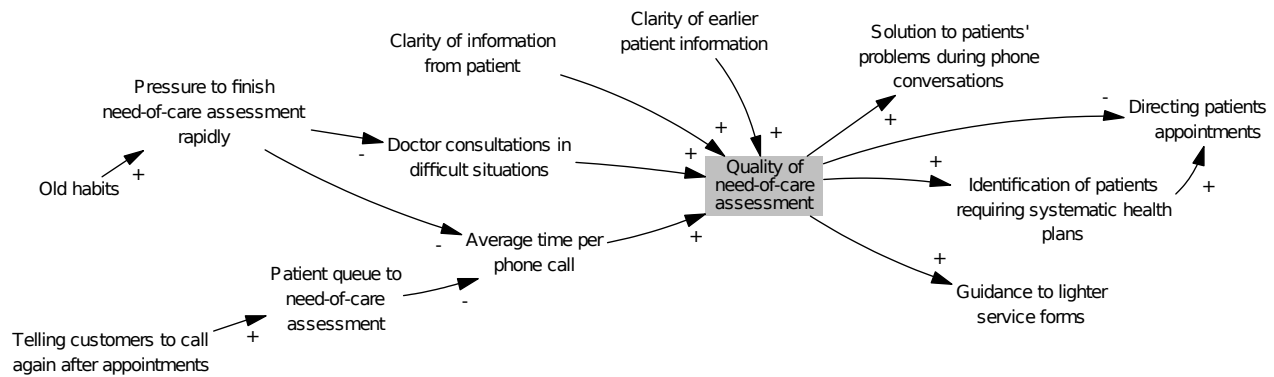 Clarity of information
from patient
Clarity of earlier
patient information
Solution to patients'
problems during phone
conversations
Pressure to finish
need-of-care assessment
rapidly
Directing patients
appointments
Doctor consultations in
difficult situations
Old habits
Quality of
need-of-care
assessment
Identification of patients
requiring systematic health
plans
Average time per
phone call
Patient queue to
need-of-care
assessment
Guidance to lighter
service forms
Telling customers to call
again after appointments
+
-
-
+
-
+
+
+
+
+
+
-
+
+
+